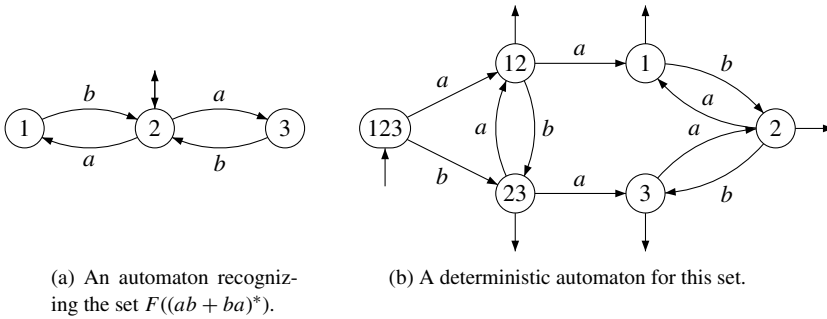 b a
1 2 3
a b
12 a 1
a b
a
123 a b a 2
b b
23 a 3
(a) An automaton recogniz-
ing the set F((ab + ba)*).
(b) A deterministic automaton for this set.